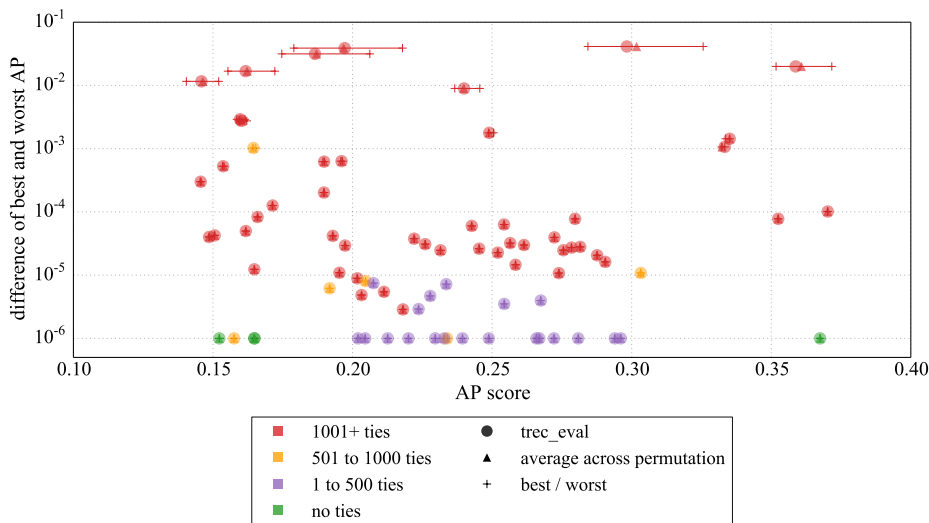 10-1
10-2
10-3
10-4
10-5
10-6
difference of best and worst AP
0.10 0.15 0.20 0.25 0.30 0.35 0.40
AP score
1001+ ties
501 to 1000 ties
1 to 500 ties
no ties
trec_eval
average across permutation
best / worst